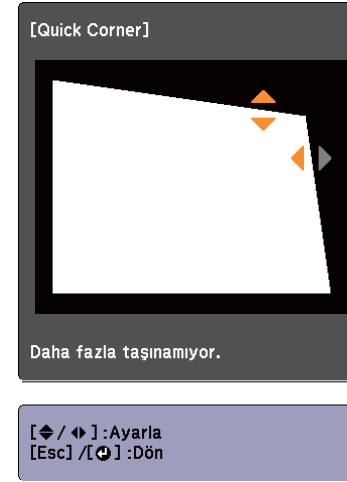 [Quick Corner]
Daha fazla taşınamıyor.
[ / ] :Ayarla
[Esc] /[ ] :Dön